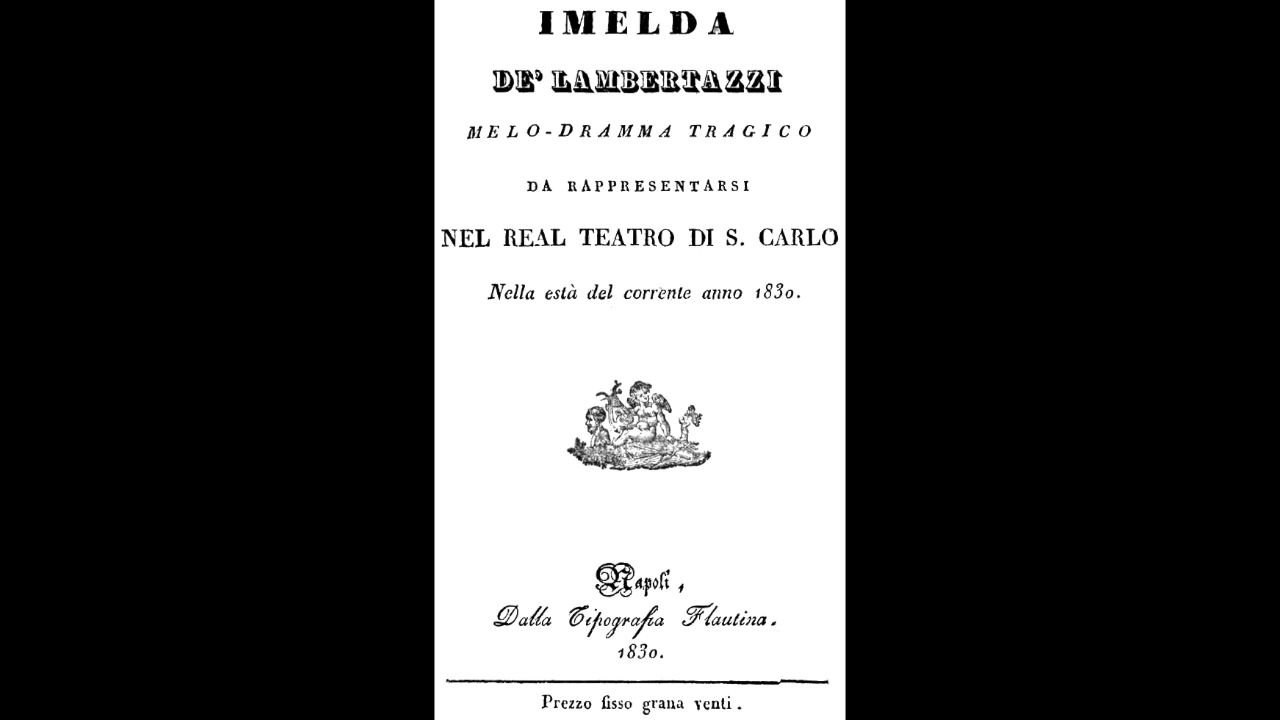 IMELDA
DE' LAMBERTAZZI
MELO-DRAMMA TRAGICO
DA RAPPRESENTARSI
NEL REAL TEATRO DI S. CARLO
Nella està del corrente anno 1830.
Napoli,
Dalla Tipografia Flautina.
1830.
Prezzo fisso grana venti.